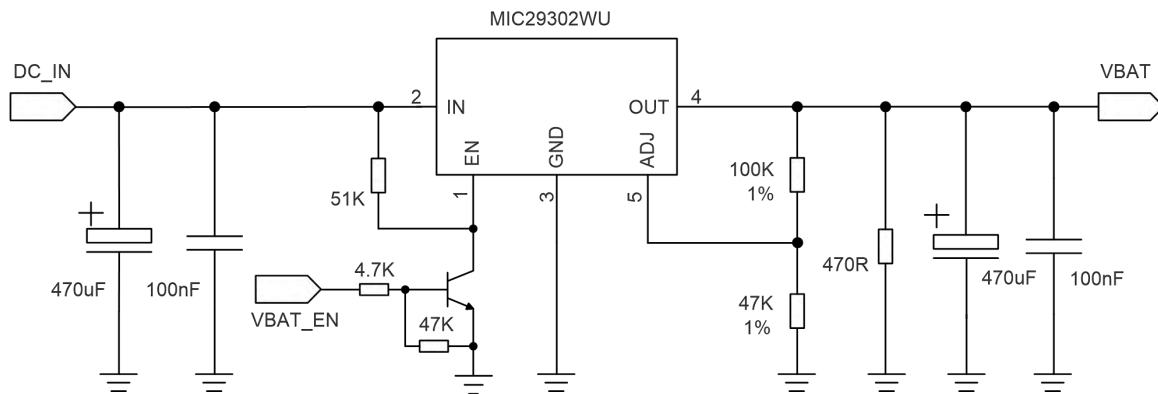 MIC29302WU
DC_IN
VBAT
2
IN
OUT
4
EN
GND
ADJ
1
3
5
51K
100K
1%
+
470uF
100nF
4.7K
VBAT_EN
47K
470R
47K
1%
+
470uF
100nF